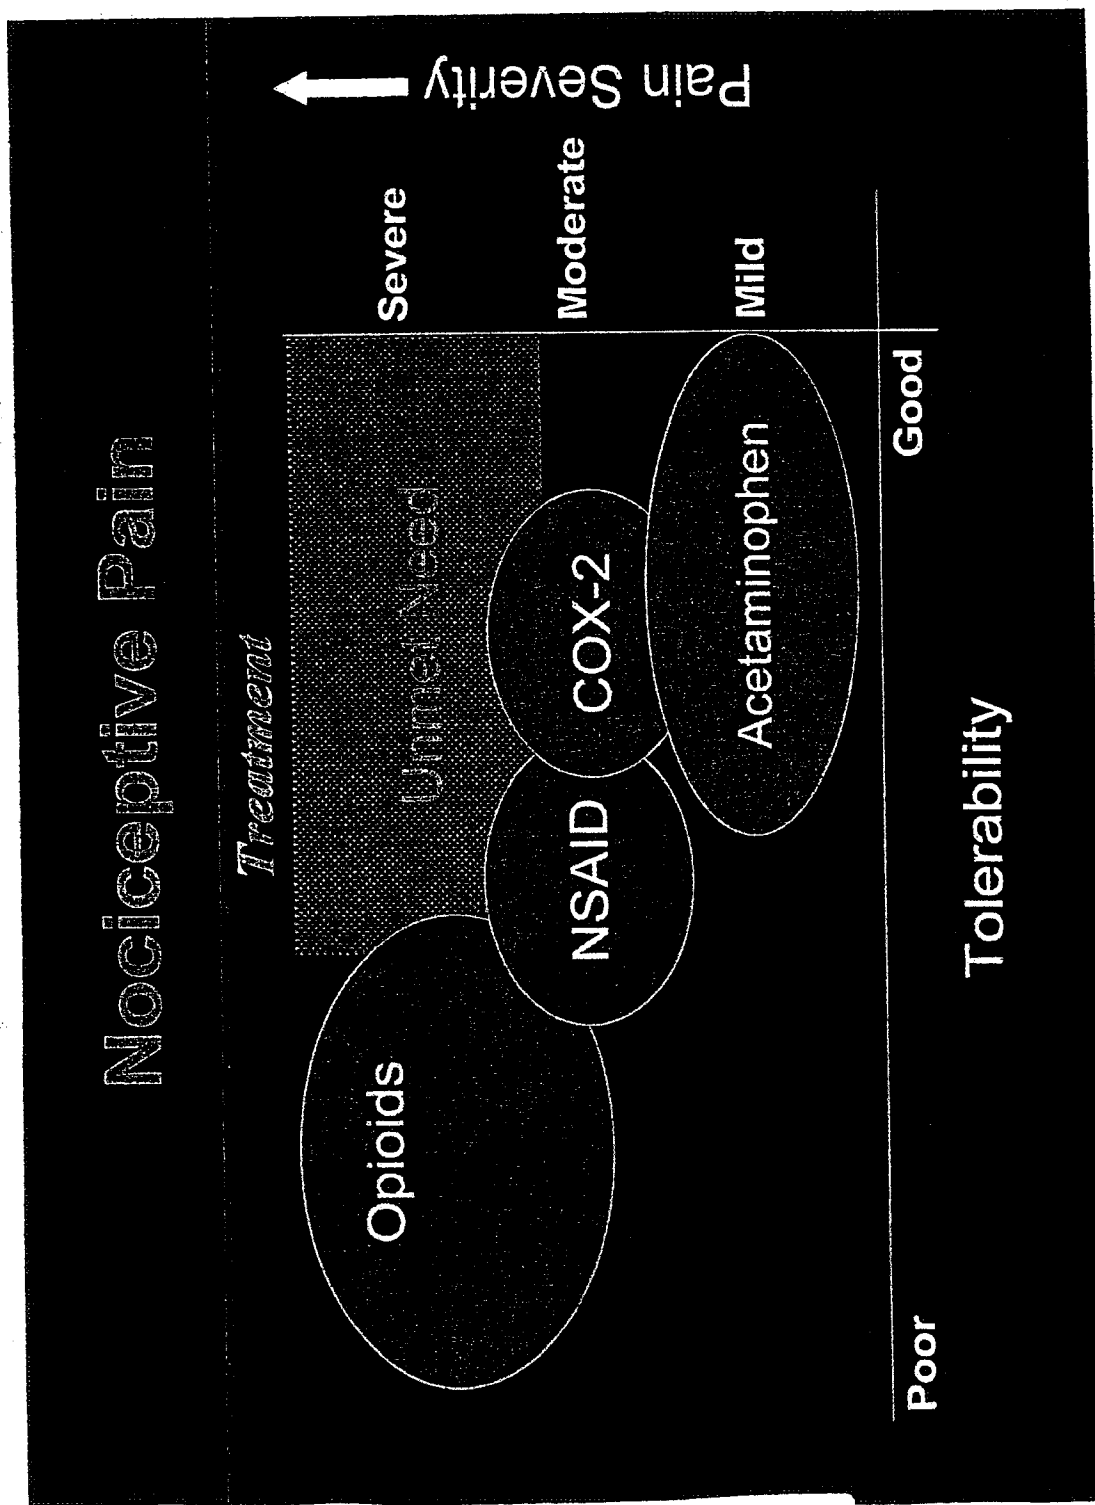 Nociceptive Pain
Treatment
Unmet Need
Severe
Opioids
Moderate
NSAID
COX-2
Mild
Acetaminophen
Pain Severity
Poor
Good
Tolerability